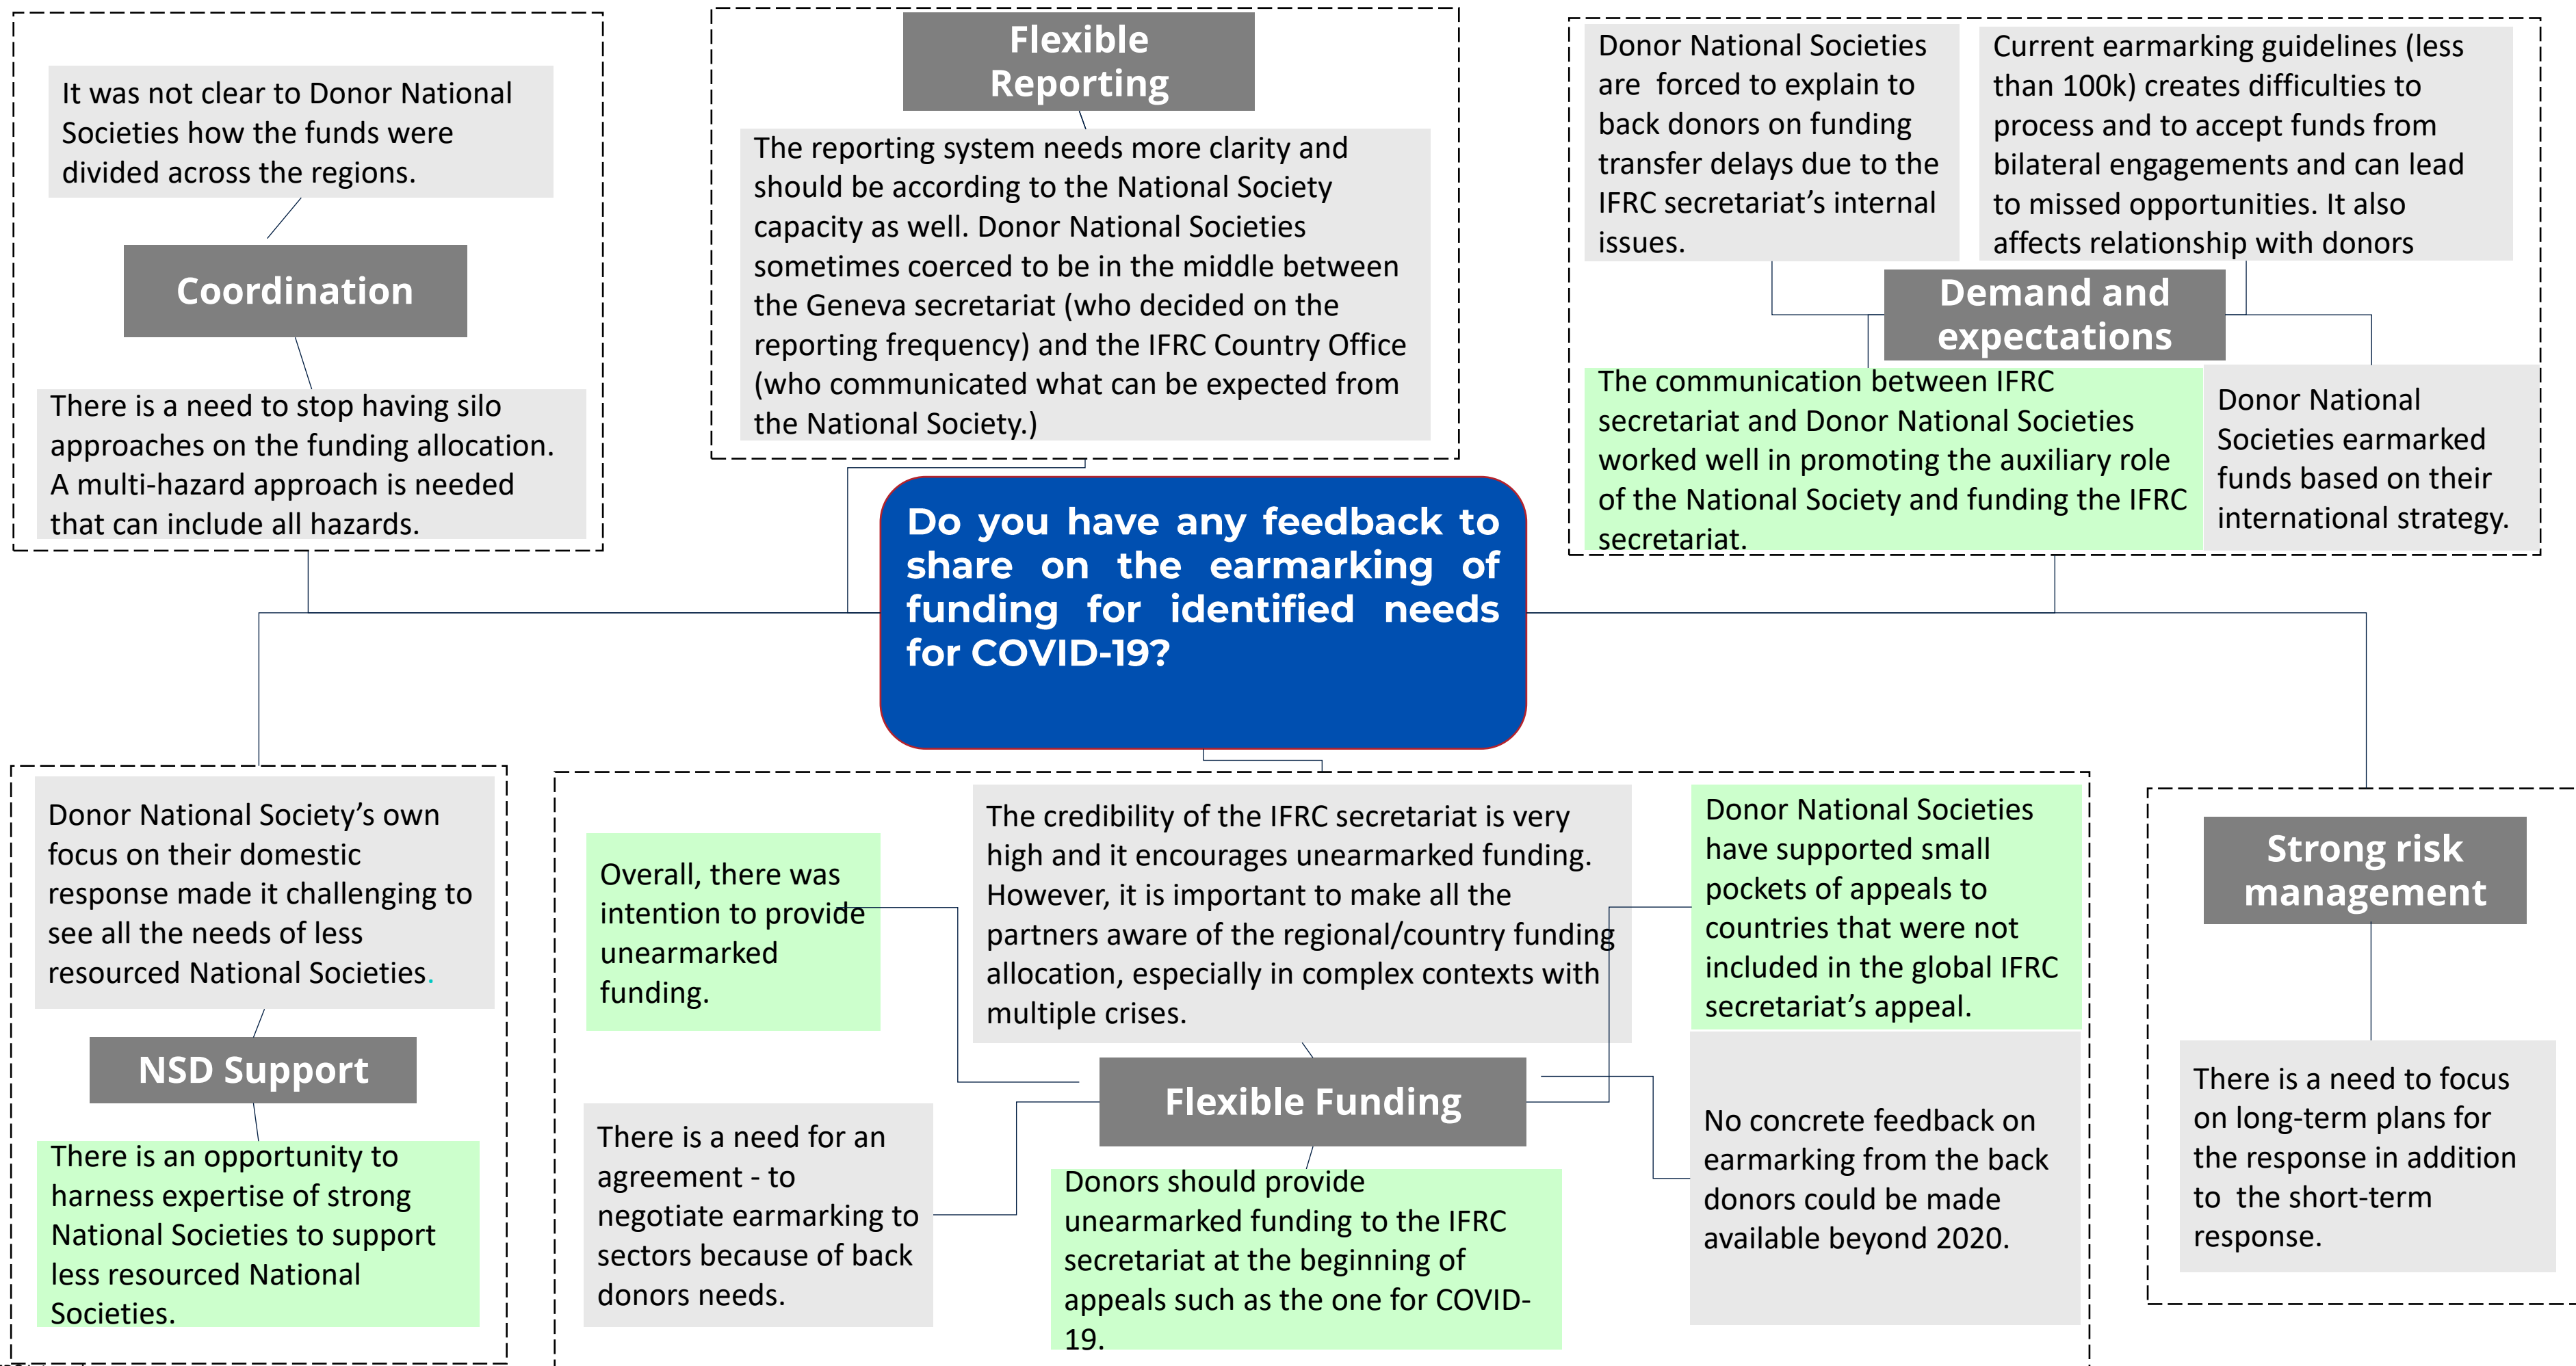 It was not clear to Donor National
Societies how the funds were
divided across the regions.
Coordination
There is a need to stop having silo
approaches on the funding allocation.
A multi-hazard approach is needed
that can include all hazards.
Flexible
Reporting
The reporting system needs more clarity and
should be according to the National Society
capacity as well. Donor National Societies
sometimes coerced to be in the middle between
the Geneva secretariat (who decided on the
reporting frequency) and the IFRC Country Office
(who communicated what can be expected from
the National Society.)
Donor National Societies
are  forced to explain to
back donors on funding
transfer delays due to the
IFRC secretariat’s internal
issues.
Current earmarking guidelines (less
than 100k) creates difficulties to
process and to accept funds from
bilateral engagements and can lead
to missed opportunities. It also
affects relationship with donors
Demand and
expectations
The communication between IFRC
secretariat and Donor National Societies
worked well in promoting the auxiliary role
of the National Society and funding the IFRC
secretariat.
Donor National
Societies earmarked
funds based on their
international strategy.
Do you have any feedback to
share on the earmarking of
funding for identified needs
for COVID-19?
Donor National Society’s own
focus on their domestic
response made it challenging to
see all the needs of less
resourced National Societies.
NSD Support
There is an opportunity to
harness expertise of strong
National Societies to support
less resourced National
Societies.
Overall, there was
intention to provide
unearmarked
funding.
The credibility of the IFRC secretariat is very
high and it encourages unearmarked funding.
However, it is important to make all the
partners aware of the regional/country funding
allocation, especially in complex contexts with
multiple crises.
Donor National Societies
have supported small
pockets of appeals to
countries that were not
included in the global IFRC
secretariat’s appeal.
Flexible Funding
There is a need for an
agreement - to
negotiate earmarking to
sectors because of back
donors needs.
Donors should provide
unearmarked funding to the IFRC
secretariat at the beginning of
appeals such as the one for COVID-
19.
No concrete feedback on
earmarking from the back
donors could be made
available beyond 2020.
Strong risk
management
There is a need to focus
on long-term plans for
the response in addition
to  the short-term
response.